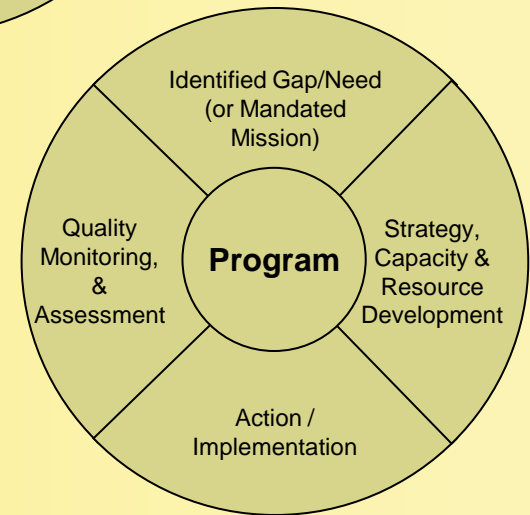 Identified Gap/Need
(or Mandated
Mission)
Quality
Monitoring,
&
Assessment
Program
Strategy,
Capacity &
Resource
Development
Action /
Implementation